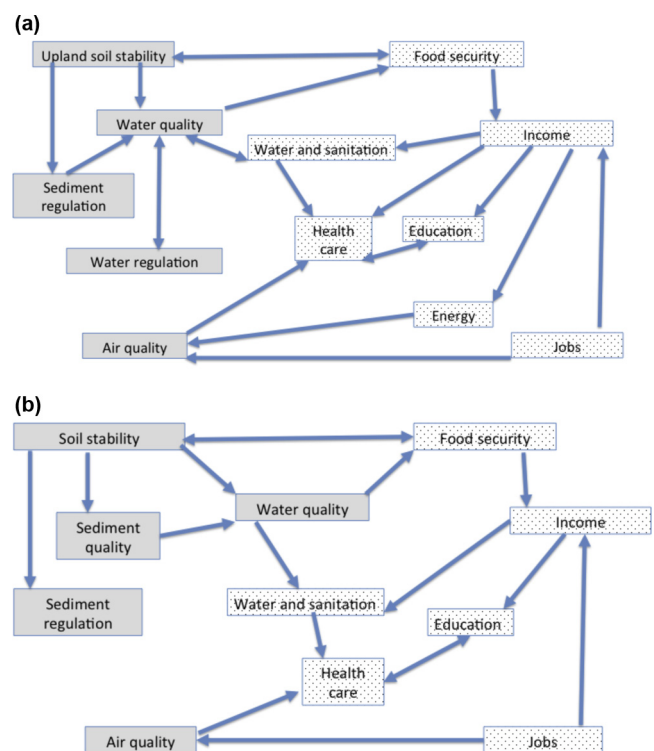 (a)
Upland soil stability
Food security
Water quality
Income
Water and sanitation
Sediment
regulation
Health
care
Education
Water regulation
Energy
Air quality
Jobs
(b)
Soil stability
Food security
Water quality
Income
Sediment
quality
Sediment
regulation
Water and sanitation
Education
Health
care
Air quality
Jobs